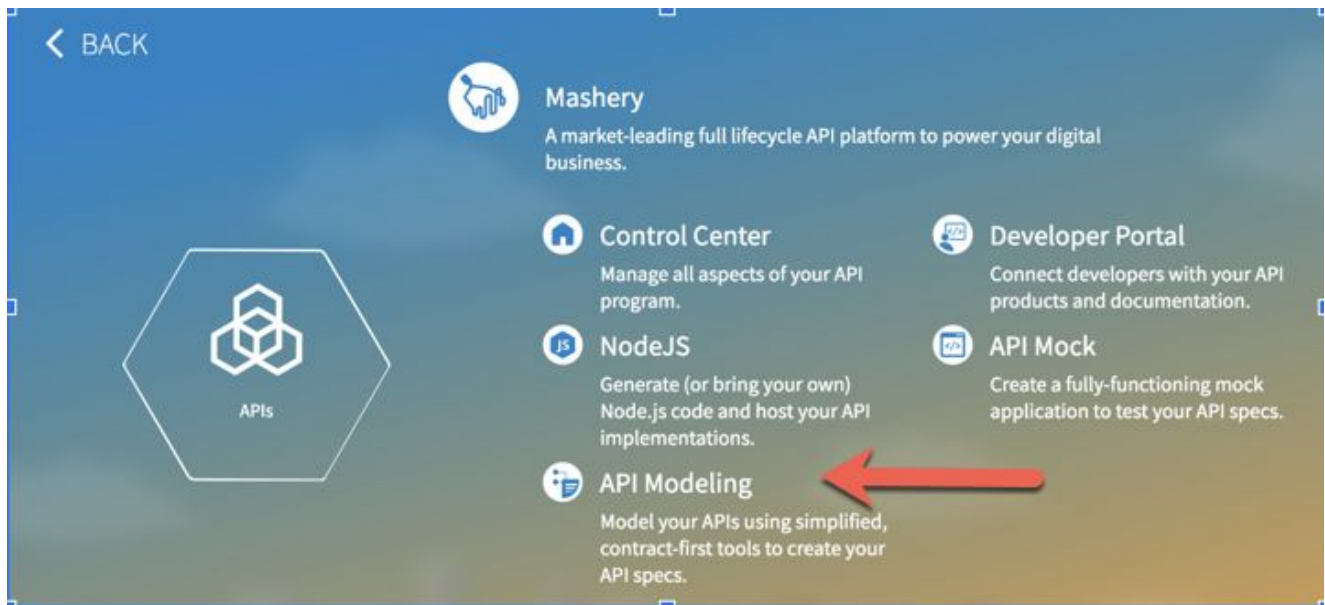 BACK
Mashery
A market-leading full lifecycle API platform to power your digital
business.
Control Center
Manage all aspects of your API
program.
Developer Portal
Connect developers with your API
products and documentation.
JS
NodeJS
Generate (or bring your own)
Node.js code and host your API
implementations.
</>
API Mock
Create a fully-functioning mock
application to test your API specs.
APIs
API Modeling
Model your APIs using simplified,
contract-first tools to create your
API specs.